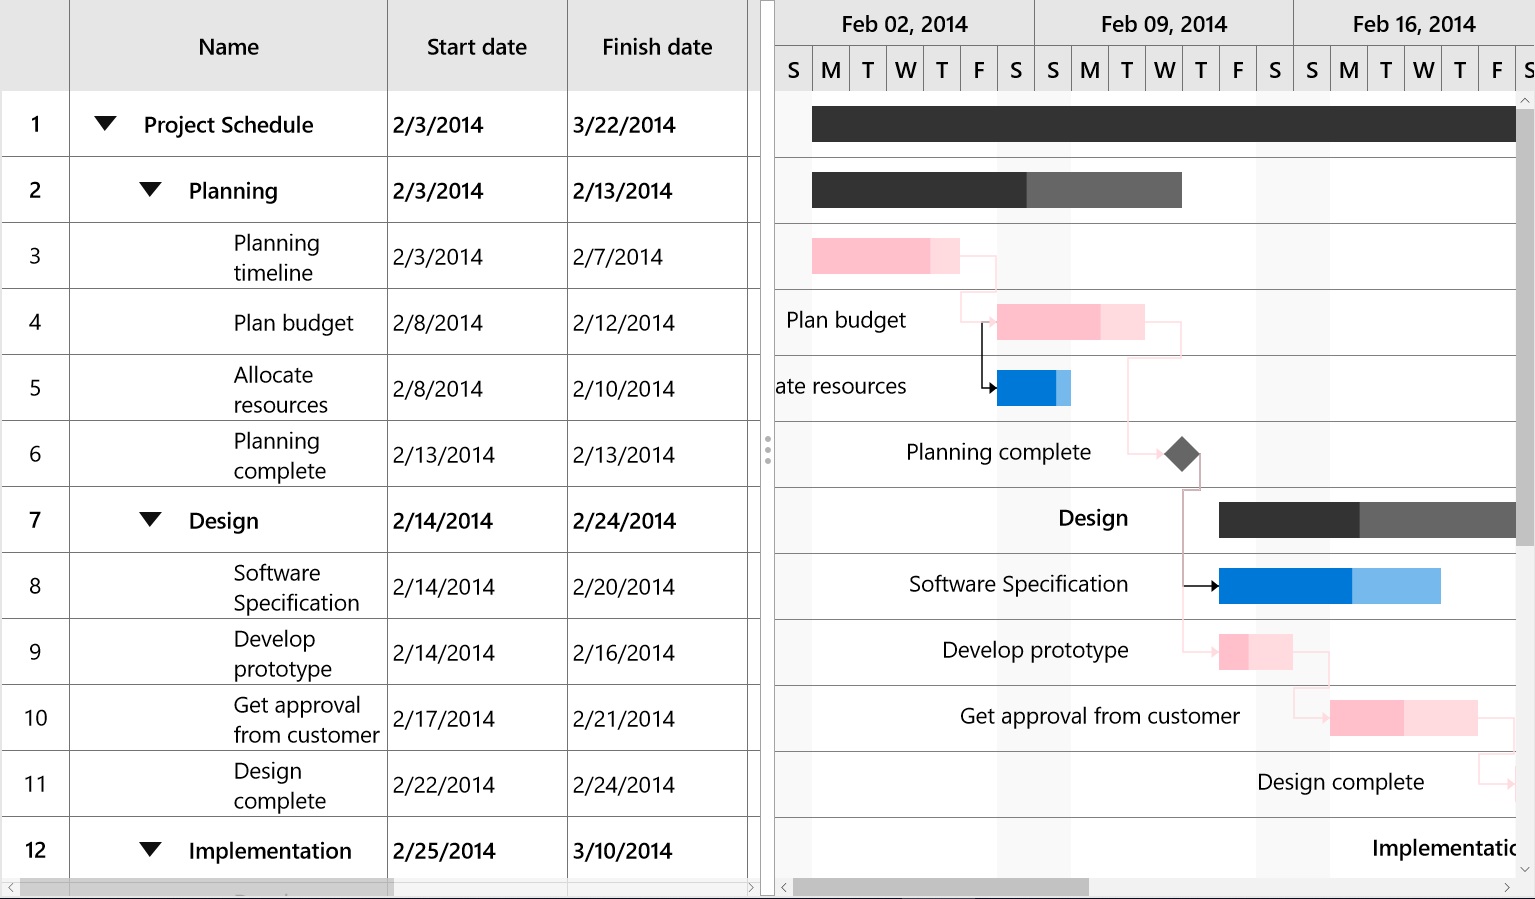 Name Start date Finish date
Feb 02, 2014 Feb 09, 2014 Feb 16, 2014
S M T W T F S S M T W T F S S M T W T F S
1 Project Schedule 2/3/2014 3/22/2014
2 Planning 2/3/2014 2/13/2014
3 Planning
timeline 2/3/2014 2/7/2014
4 Plan budget 2/8/2014 2/12/2014
Plan budget
5 Allocate
resources 2/8/2014 2/10/2014
ate resources
6 Planning
complete 2/13/2014 2/13/2014
Planning complete
7 Design 2/14/2014 2/24/2014
Design
8 Software
Specification 2/14/2014 2/20/2014
Software Specification
9 Develop
prototype 2/14/2014 2/16/2014
Develop prototype
10 Get approval
from customer 2/17/2014 2/21/2014
Get approval from customer
11 Design
complete 2/22/2014 2/24/2014
Design complete
12 Implementation 2/25/2014 3/10/2014
Implementatic